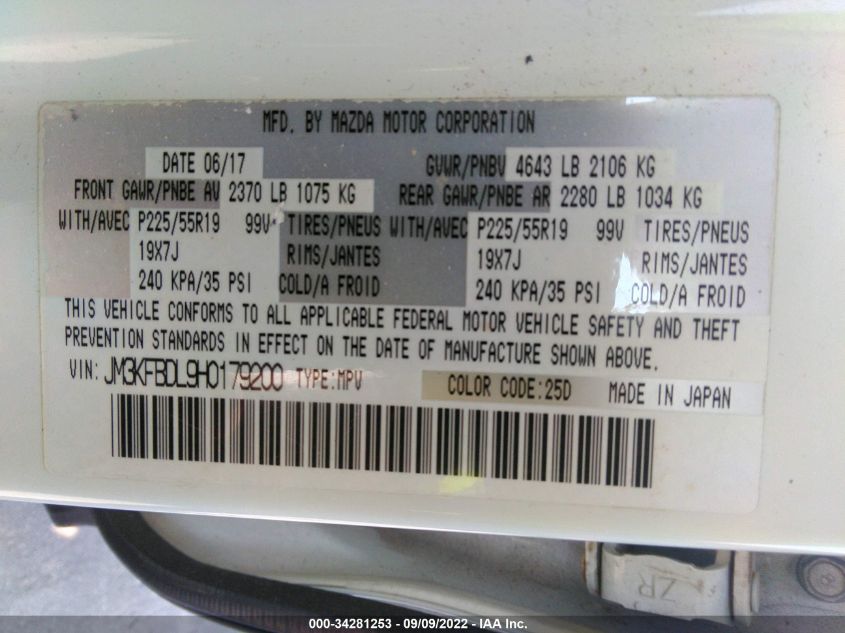 MFD. BY MAZDA MOTOR CORPORATION
DATE 06/17 GVWR/PNBV 4643 LB 2106 KG
FRONT GAWR/PNBE AV 2370 LB 1075 KG REAR GAWR/PNBE AR 2280 LB 1034 KG
WITH/AVEC P225/55R19 99V TIRES/PNEUS WITH/AVEC P225/55R19 99V TIRES/PNEUS
19X7J RIMS/JANTES 19X7J RIMS/JANTES
240 KPA/35 PSI COLD/A FROID 240 KPA/35 PSI COLD/A FROID
THIS VEHICLE CONFORMS TO ALL APPLICABLE FEDERAL MOTOR VEHICLE SAFETY AND THEFT
PREVENTION STANDARDS IN EFFECT ON THE DATE OF MANUFACTURE SHOWN ABOVE.
VIN: JM3KFBDL9H0179200 TYPE:MPV COLOR CODE:25D MADE IN JAPAN
ZR
000-34281253 - 09/09/2022 - IAA Inc.